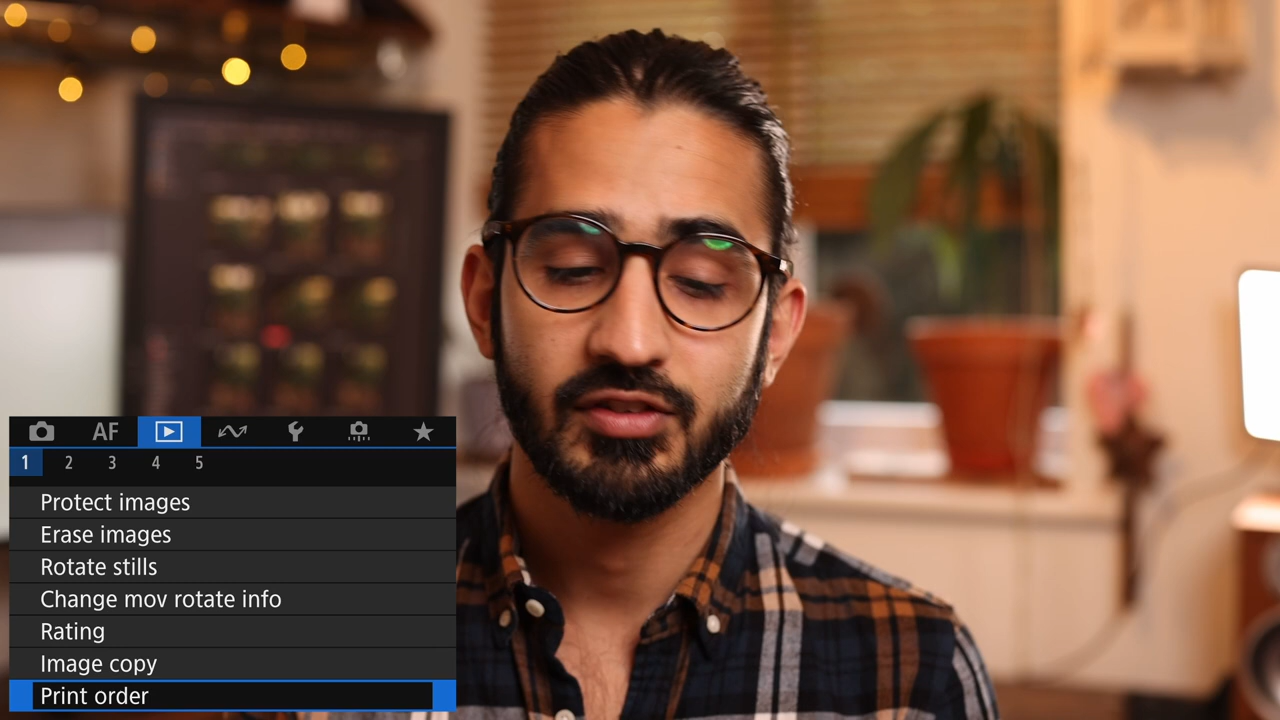 AF
1 2 3 4 5
Protect images
Erase images
Rotate stills
Change mov rotate info
Rating
Image copy
Print order